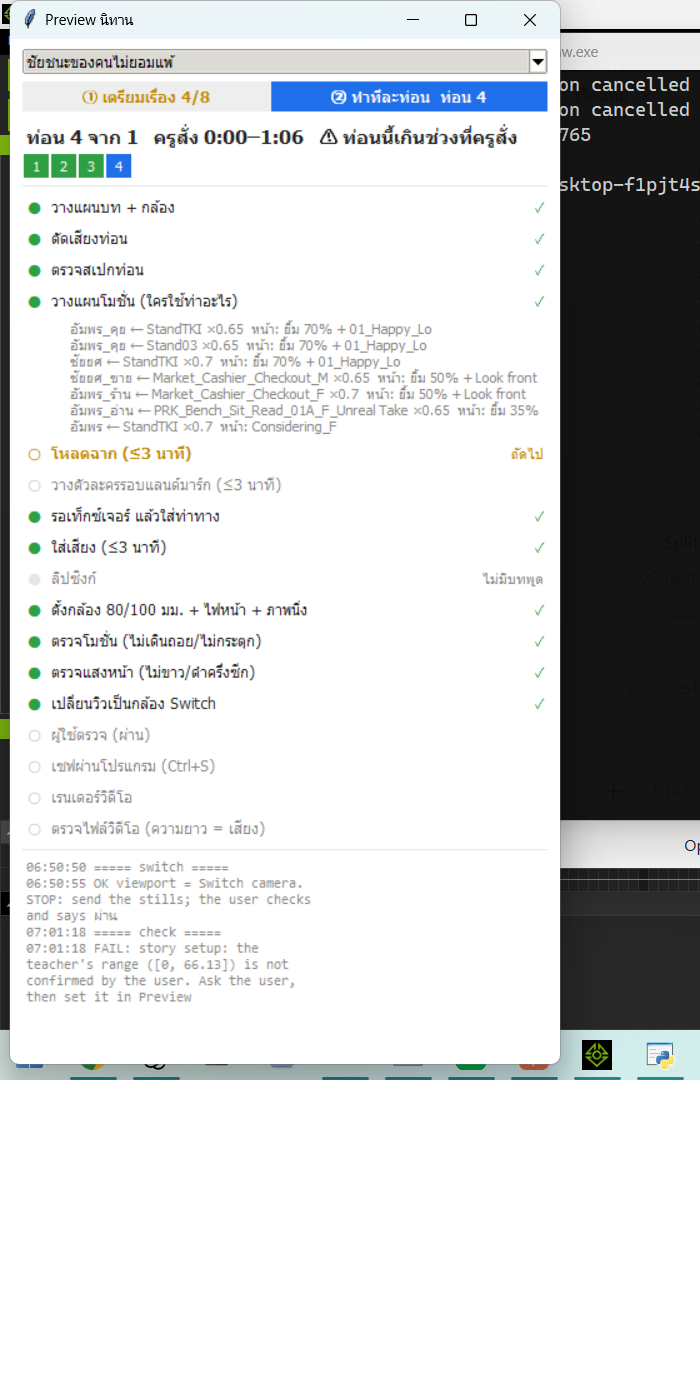 Preview นิทาน
w.exe
ชัยชนะของคนไม่ยอมแพ้
① เตรียมเรื่อง 4/8
② ทำทีละท่อน ท่อน 4
on cancelled
on cancelled
765
sktop-f1pjt4s
ท่อน 4 จาก 1 ครูสั่ง 0:00–1:06 ⚠ ท่อนนี้เกินช่วงที่ครูสั่ง
1 2 3 4
วางแผนบท + กล้อง ✓
ตัดเสียงท่อน ✓
ตรวจสเปกท่อน ✓
วางแผนโมชั่น (ใครใช้ท่าอะไร) ✓
อัมพร_คุย ← StandTKI ×0.65 หน้า: ยิ้ม 70% + 01_Happy_Lo
อัมพร_คุย ← Stand03 ×0.65 หน้า: ยิ้ม 70% + 01_Happy_Lo
ชัยยศ ← StandTKI ×0.7 หน้า: ยิ้ม 70% + 01_Happy_Lo
ชัยยศ_ขาย ← Market_Cashier_Checkout_M ×0.65 หน้า: ยิ้ม 50% + Look front
อัมพร_ร้าน ← Market_Cashier_Checkout_F ×0.7 หน้า: ยิ้ม 50% + Look front
อัมพร_อ่าน ← PRK_Bench_Sit_Read_01A_F_Unreal Take ×0.65 หน้า: ยิ้ม 35%
อัมพร ← StandTKI ×0.7 หน้า: Considering_F
โหลดฉาก (≤3 นาที) ถัดไป
วางตัวละครรอบแลนด์มาร์ก (≤3 นาที)
รอเท็กซ์เจอร์ แล้วใส่ท่าทาง ✓
ใส่เสียง (≤3 นาที) ✓
ลิปซิงก์ ไม่มีบทพูด
ตั้งกล้อง 80/100 มม. + ไฟหน้า + ภาพนิ่ง ✓
ตรวจโมชั่น (ไม่เดินถอย/ไม่กระตุก) ✓
ตรวจแสงหน้า (ไม่ขาว/ดำครึ่งซีก) ✓
เปลี่ยนวิวเป็นกล้อง Switch ✓
ผู้ใช้ตรวจ (ผ่าน)
เซฟผ่านโปรแกรม (Ctrl+S)
เรนเดอร์วิดีโอ
ตรวจไฟล์วิดีโอ (ความยาว = เสียง)
Op
06:50:50 ===== switch =====
06:50:55 OK viewport = Switch camera.
STOP: send the stills; the user checks
and says ผ่าน
07:01:18 ===== check =====
07:01:18 FAIL: story setup: the
teacher's range ([0, 66.13]) is not
confirmed by the user. Ask the user,
then set it in Preview